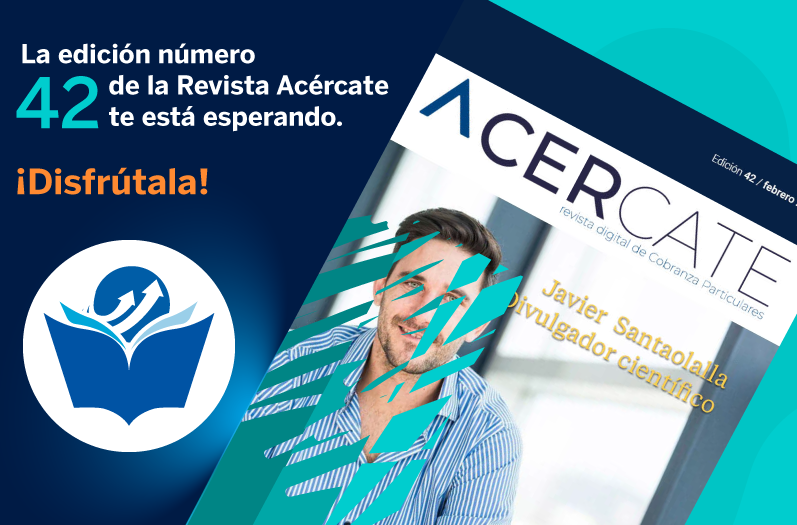 La edición número
42 de la Revista Acércate
te está esperando.
¡Disfrútala!
Edición 42 / febrero
ACERCATE
revista digital de Cobranza Particulares
Javier Santaolalla
Divulgador científico